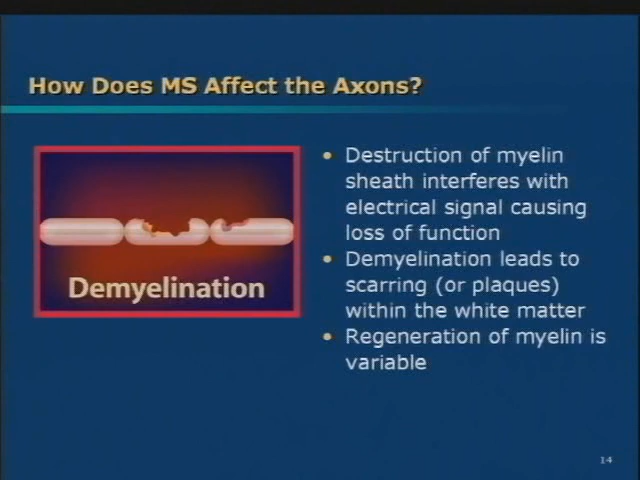 How Does MS Affect the Axons?
Demyelination
• Destruction of myelin
sheath interferes with
electrical signal causing
loss of function
• Demyelination leads to
scarring (or plaques)
within the white matter
• Regeneration of myelin is
variable
14